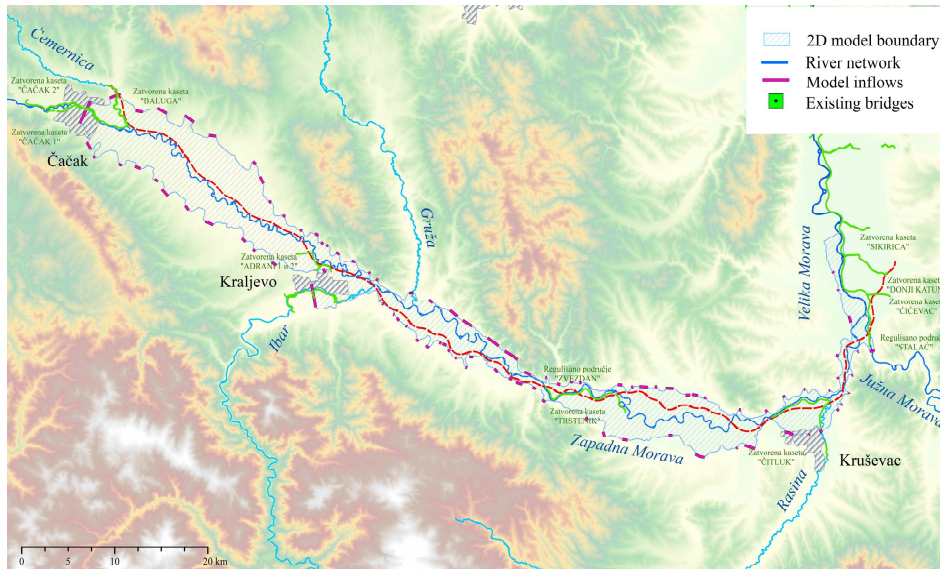 Čemernica
Zatvorena kaseta
"ČAČAK 2"
Zatvorena kaseta
"BALUGA"
Zatvorena kaseta
"ČAČAK 1"
Čačak
2D model boundary
River network
Model inflows
Existing bridges
Gruža
Velika Morava
Zatvorena kaseta
"SIKIRICA"
Zatvorena kaseta
"ADRANI 1 и 2"
Kraljevo
Ibar
Zatvorena kaseta
"DONJI KATUN
Zatvorena kaseta
"ĆIĆEVAC"
Regulisano područje
"STALAĆ"
Južna Morava
Regulisano područje
"ZVEZDAN"
Zatvorena kaseta
"TRSTENIK"
Zapadna Morava
Zatvorena kaseta
"ČITLUK"
Kruševac
Rasina
0 5 10 20 km